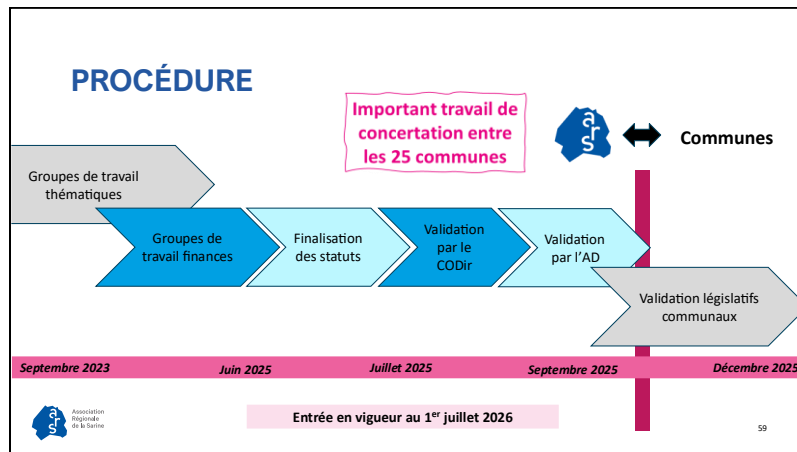 PROCÉDURE
Important travail de
concertation entre
les 25 communes
ars
Communes
Groupes de travail
thématiques
Groupes de
travail finances
Finalisation
des statuts
Validation
par le
CODir
Validation
par l'AD
Validation législatifs
communaux
Septembre 2023
Juin 2025
Juillet 2025
Septembre 2025
Décembre 2025
ars
Association
Régionale
de la Sarine
Entrée en vigueur au 1er juillet 2026
59